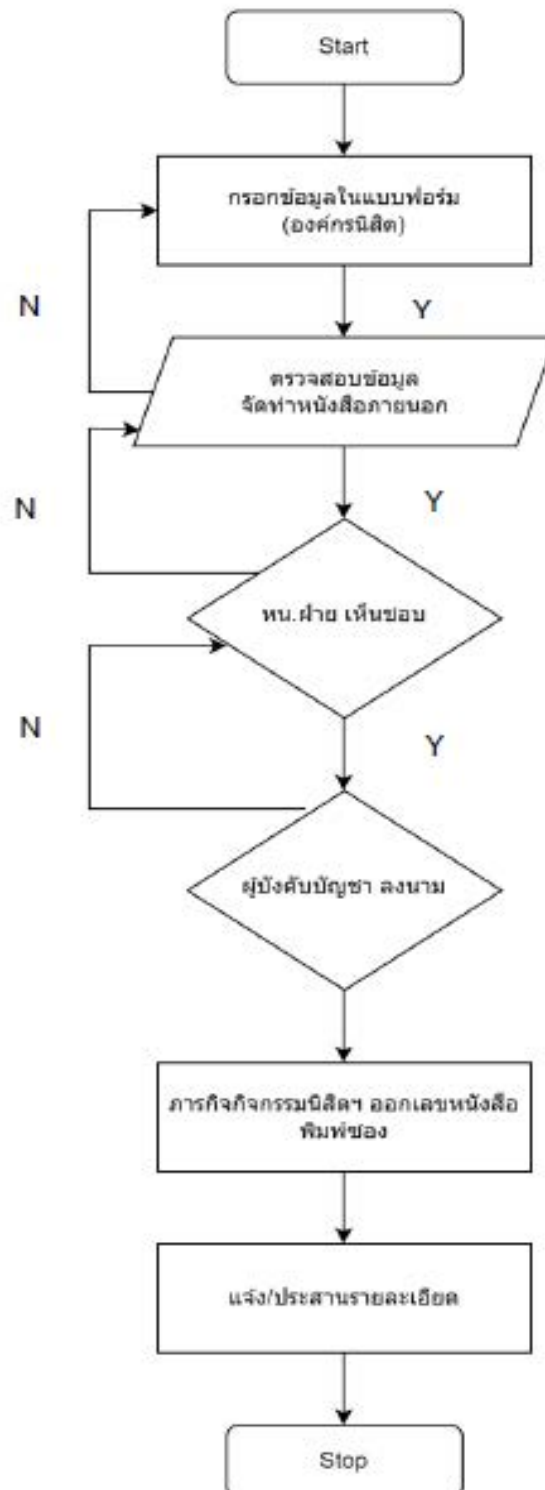 Start
กรอกข้อมูลในแบบฟอร์ม
(องค์กรนิสิต)
N
Y
ตรวจสอบข้อมูล
จัดทำหนังสือภายนอก
N
Y
หน.ฝ่าย เห็นชอบ
N
Y
ผู้บังคับบัญชา ลงนาม
ภารกิจกิจกรรมนิสิตฯ ออกเลขหนังสือ
พิมพ์ซอง
แจ้ง/ประสานรายละเอียด
Stop